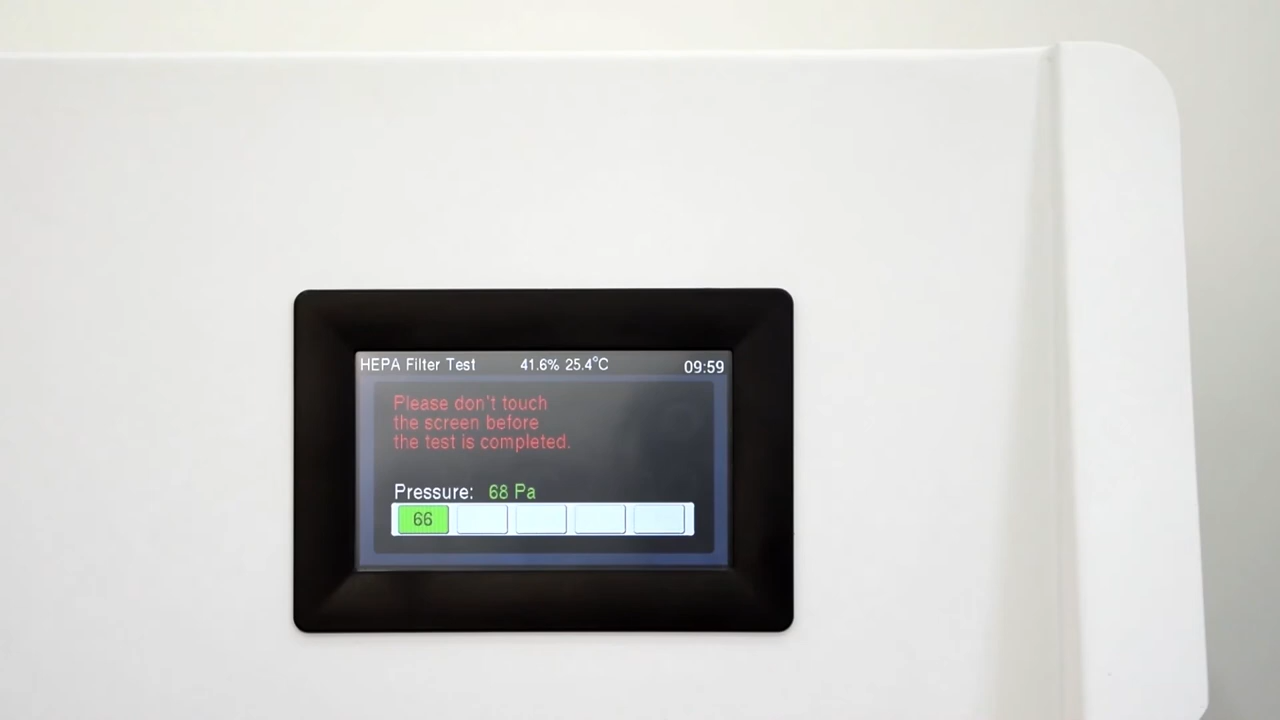 HEPA Filter Test 41.6% 25.4°C 09:59
Please don't touch
the screen before
the test is completed.
Pressure: 68 Pa
66